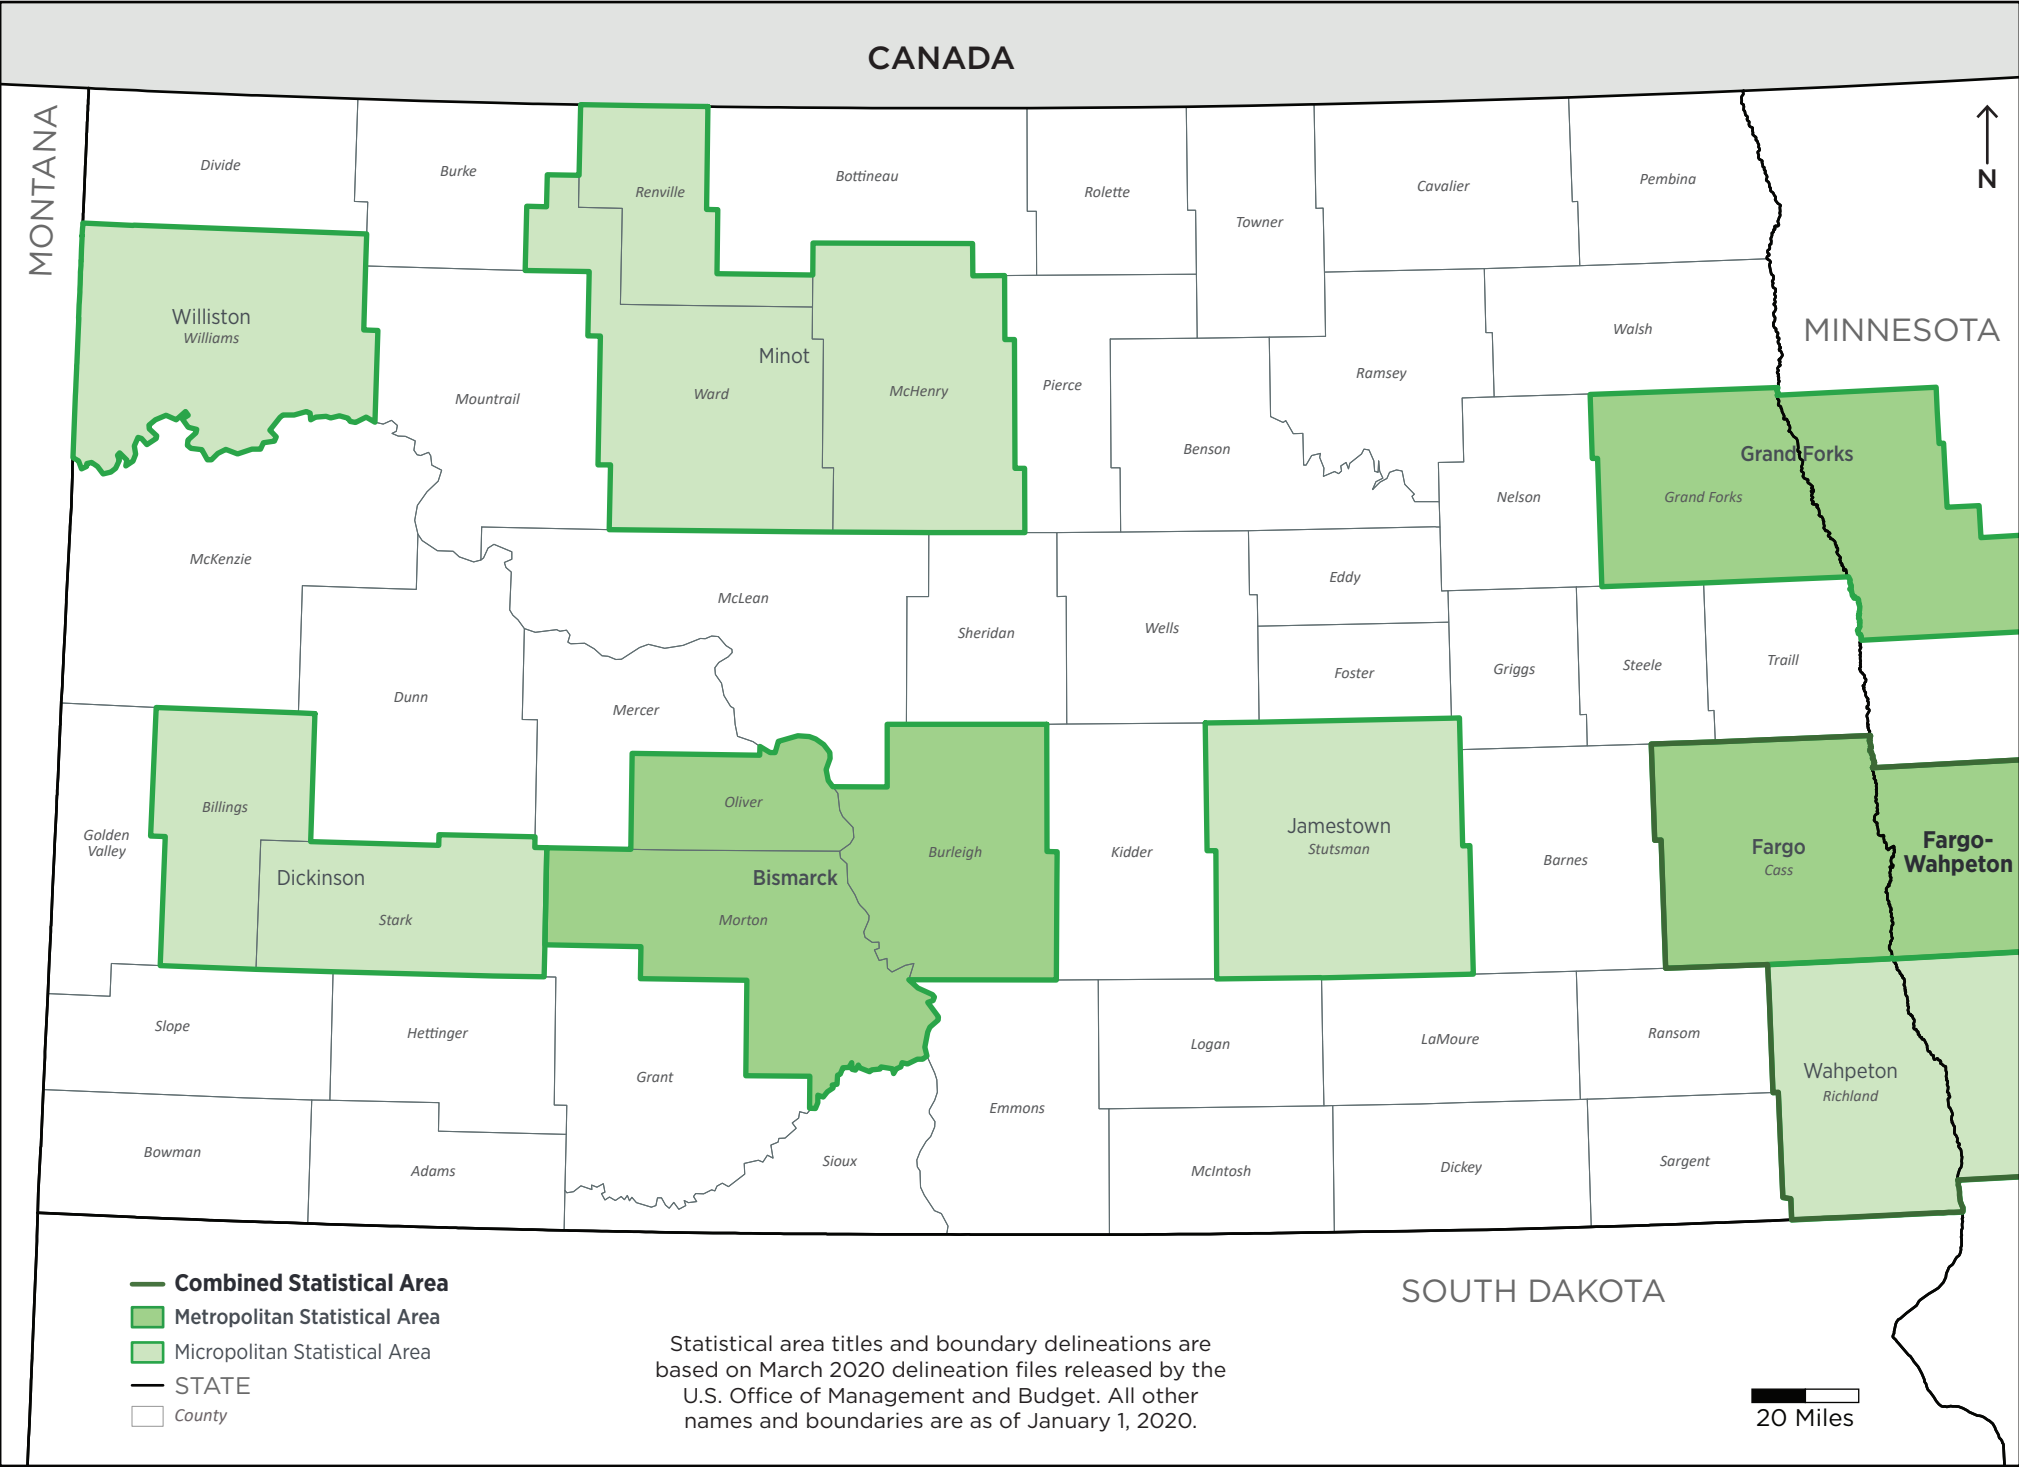 CANADA
MONTANA
N
Divide
Burke
Renville
Bottineau
Rolette
Towner
Cavalier
Pembina
Williston
Williams
Mountrail
Minot
Ward
McHenry
Pierce
Benson
Ramsey
Walsh
MINNESOTA
Nelson
Grand Forks
Grand Forks
McKenzie
Dunn
McLean
Mercer
Sheridan
Wells
Eddy
Foster
Griggs
Steele
Traill
Golden
Valley
Billings
Dickinson
Stark
Oliver
Bismarck
Morton
Burleigh
Kidder
Jamestown
Stutsman
Barnes
Fargo
Cass
Fargo-
Wahpeton
Slope
Hettinger
Grant
Bowman
Adams
Sioux
Emmons
Logan
LaMoure
Ransom
Wahpeton
Richland
McIntosh
Dickey
Sargent
SOUTH DAKOTA
Combined Statistical Area
Metropolitan Statistical Area
Micropolitan Statistical Area
STATE
County
Statistical area titles and boundary delineations are
based on March 2020 delineation files released by the
U.S. Office of Management and Budget. All other
names and boundaries are as of January 1, 2020.
20 Miles